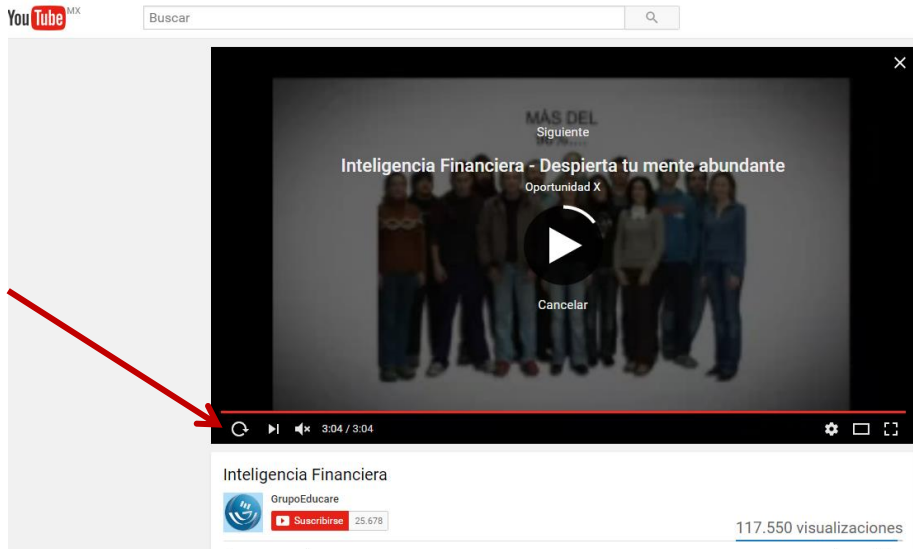 You Tube MX
Buscar
MÁS DEL
Siguiente
Inteligencia Financiera - Despierta tu mente abundante
Oportunidad X
Cancelar
3:04 / 3:04
Inteligencia Financiera
GrupoEducare
Suscribirse 25.678
117.550 visualizaciones